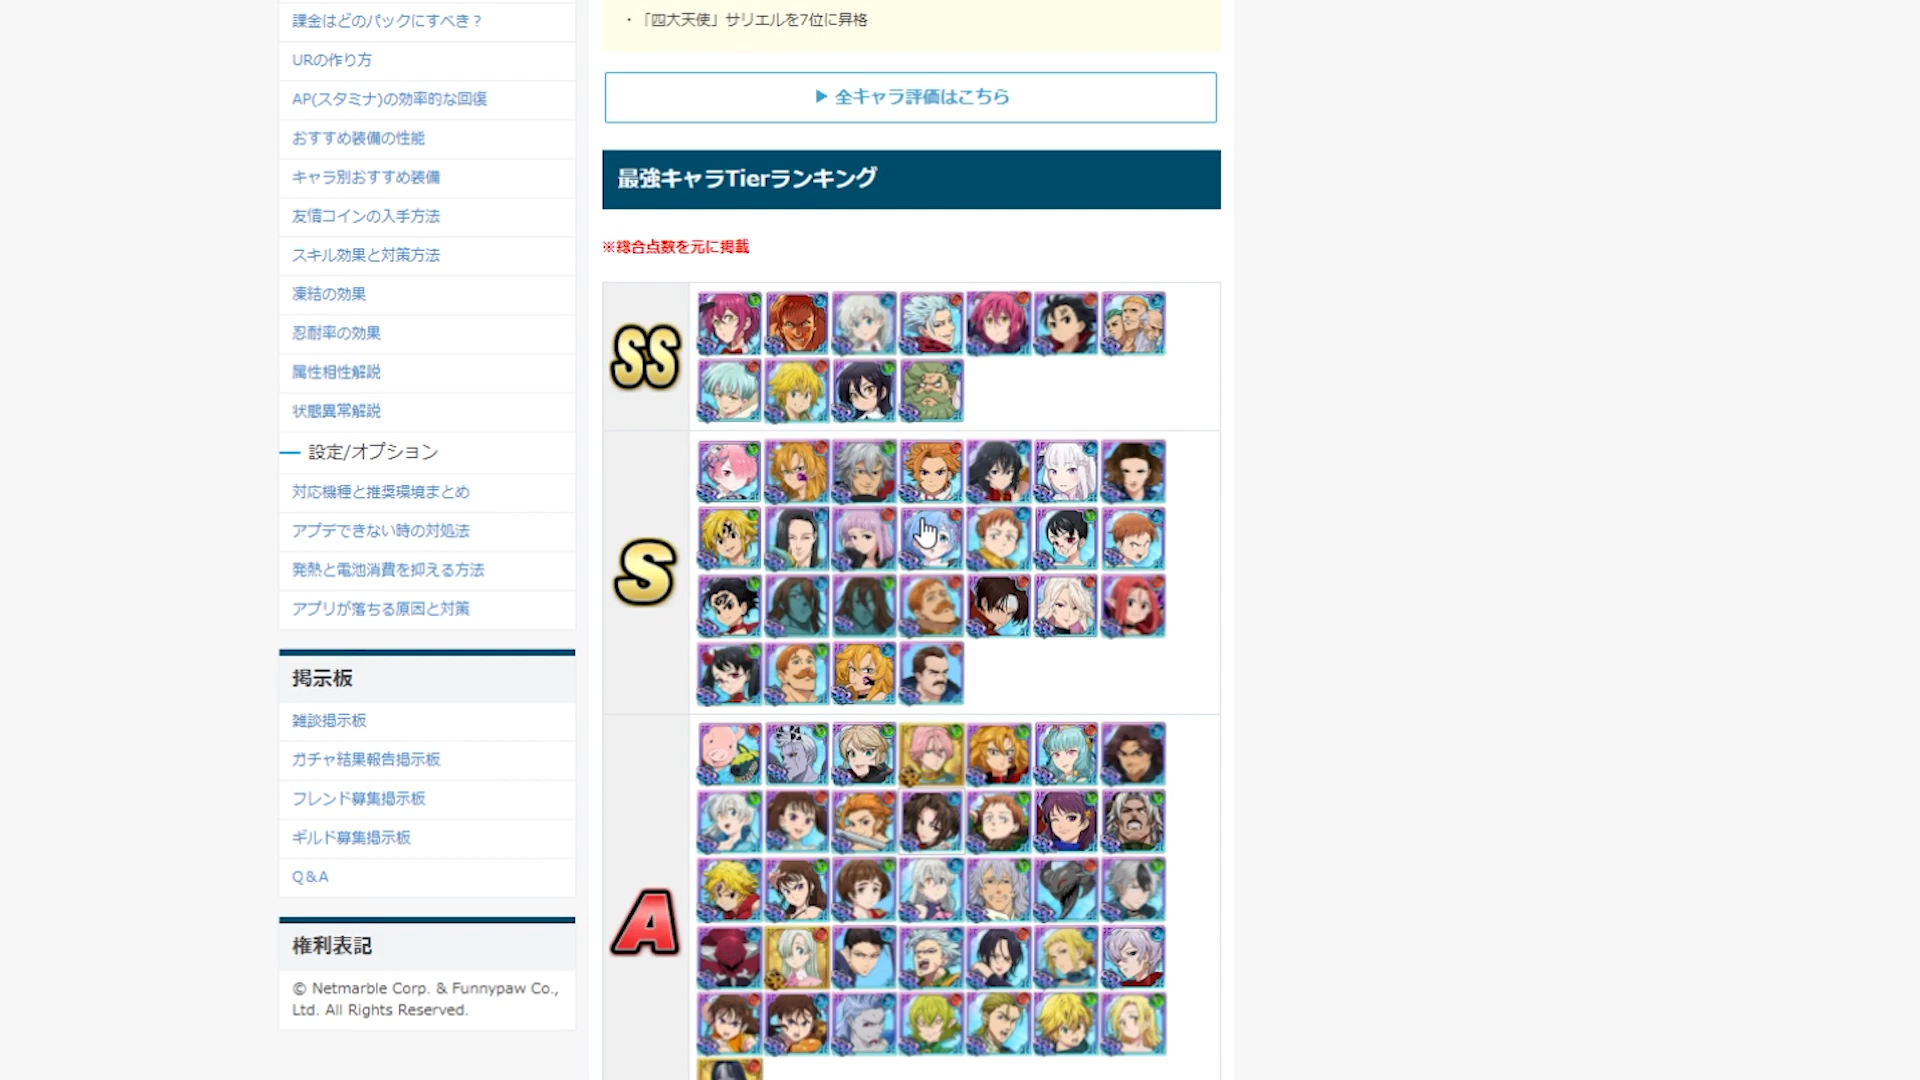 課金はどのパックにすべき？
URの作り方
AP(スタミナ)の効率的な回復
おすすめ装備の性能
キャラ別おすすめ装備
友情コインの入手方法
スキル効果と対策方法
凍結の効果
忍耐率の効果
属性相性解説
状態異常解説
設定/オプション
対応機種と推奨環境まとめ
アプデできない時の対処法
発熱と電池消費を抑える方法
アプリが落ちる原因と対策
掲示板
雑談掲示板
ガチャ結果報告掲示板
フレンド募集掲示板
ギルド募集掲示板
Q＆A
権利表記
© Netmarble Corp. & Funnypaw Co.,
Ltd. All Rights Reserved.
・「四大天使」サリエルを7位に昇格
▶ 全キャラ評価はこちら
最強キャラTierランキング
※総合点数を元に掲載
SS
S
A